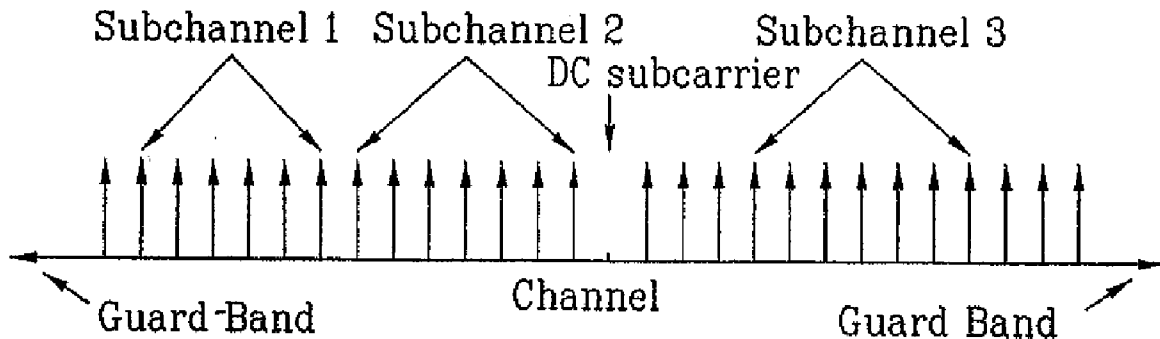 Subchannel 1 Subchannel 2 Subchannel 3
DC subcarrier
Channel
Guard-Band Guard Band